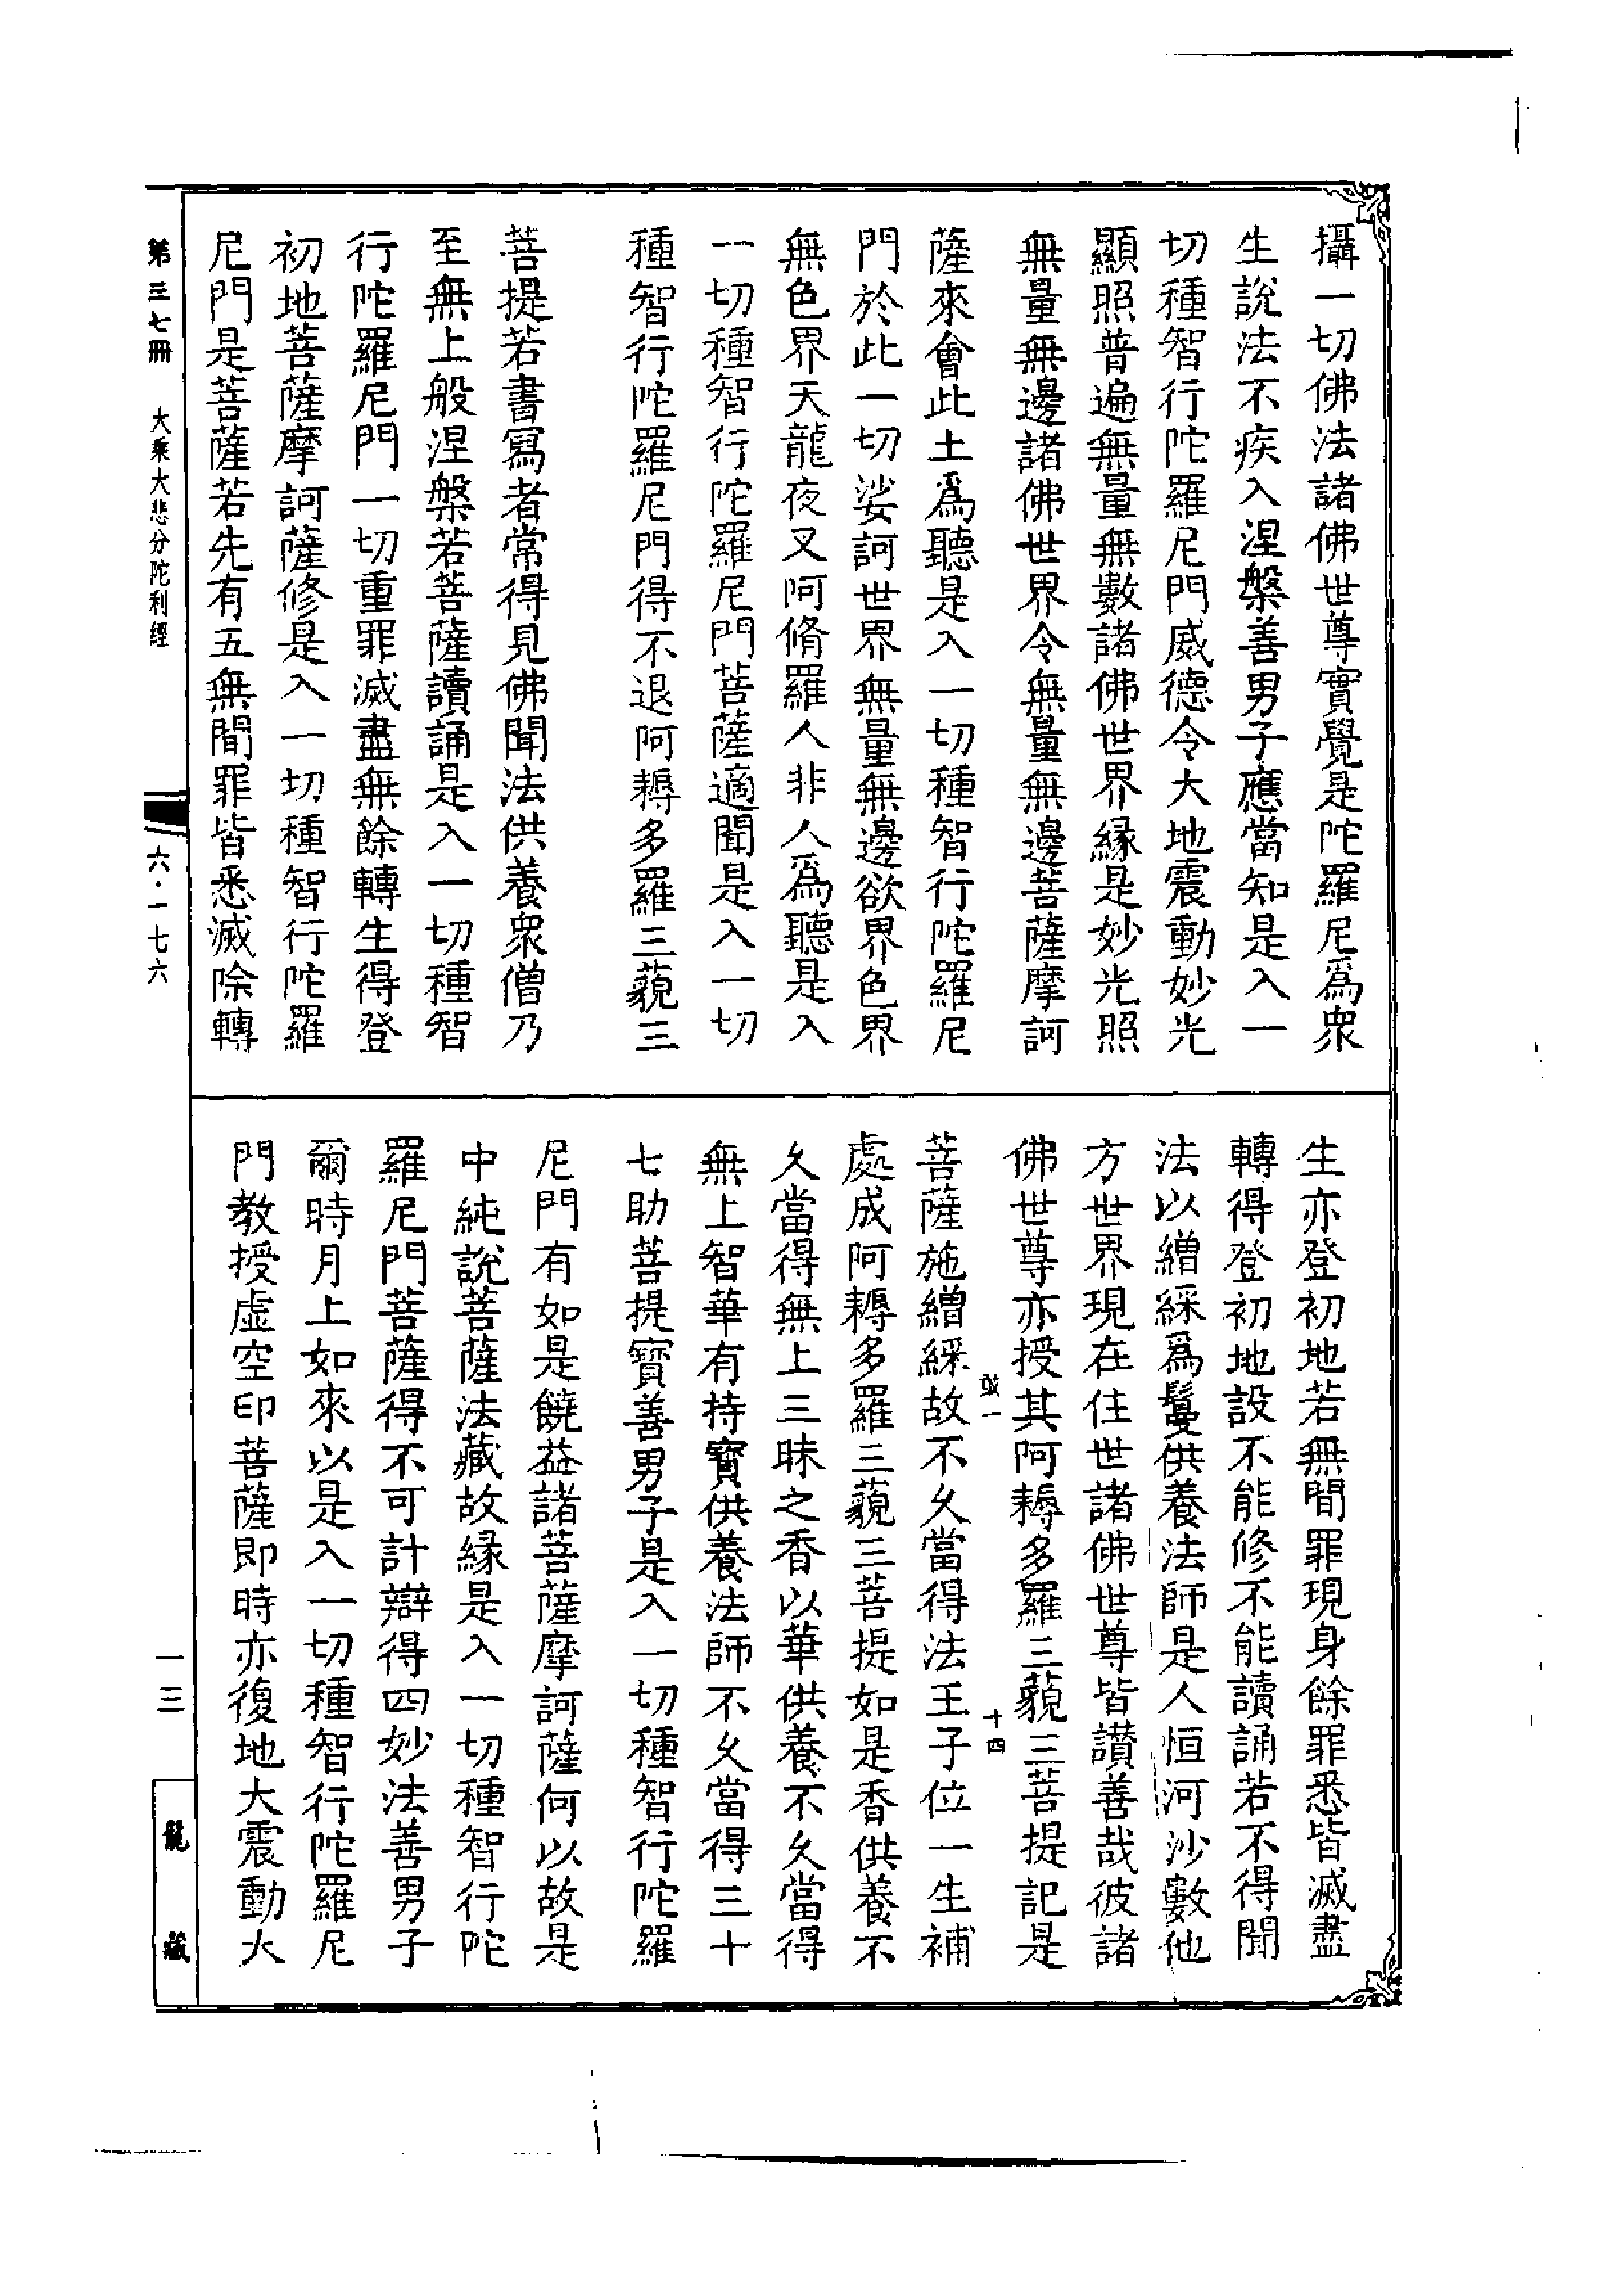 攝一切佛法諸佛世尊實覺是陀羅尼爲衆
生說法不疾入涅槃善男子應當知是入一
切種智行陀羅尼門威德令大地震動妙光
顯照普遍無量無數諸佛世界緣是妙光照
無量無邊諸佛世界令無量無邊菩薩摩訶
薩來會此土爲聽是入一切種智行陀羅尼
門於此一切娑訶世界無量無邊欲界色界
無色界天龍夜叉阿脩羅人非人爲聽是入
一切種智行陀羅尼門菩薩適聞是入一切
種智行陀羅尼門得不退阿耨多羅三藐三
菩提若書寫者常得見佛聞法供養衆僧乃
至無上般涅槃若菩薩讀誦是入一切種智
行陀羅尼門一切重罪滅盡無餘轉生得登
初地菩薩摩訶薩修是入一切種智行陀羅
尼門是菩薩若先有五無間罪皆悉滅除轉
生亦登初地若無間罪現身餘罪悉皆滅盡
轉得登初地設不能修不能讀誦若不得聞
法以繒綵爲鬘供養法師是人恒河沙數他
方世界現在住世諸佛世尊皆讚善哉彼諸
佛世尊亦授其阿耨多羅三藐三菩提記是
一 十四
菩薩施繒綵故不久當得法王子位一生補
處成阿耨多羅三藐三菩提如是香供養不
久當得無上三昧之香以華供養不久當得
無上智華有持寶供養法師不久當得三十
七助菩提寶善男子是入一切種智行陀羅
尼門有如是饒益諸菩薩摩訶薩何以故是
中純說菩薩法藏故緣是入一切種智行陀
羅尼門菩薩得不可計辯得四妙法善男子
爾時月上如來以是入一切種智行陀羅尼
門教授虛空印菩薩即時亦復地大震動大
第三七冊 大乘大悲分陀利經
六·一七六
一三
龍藏